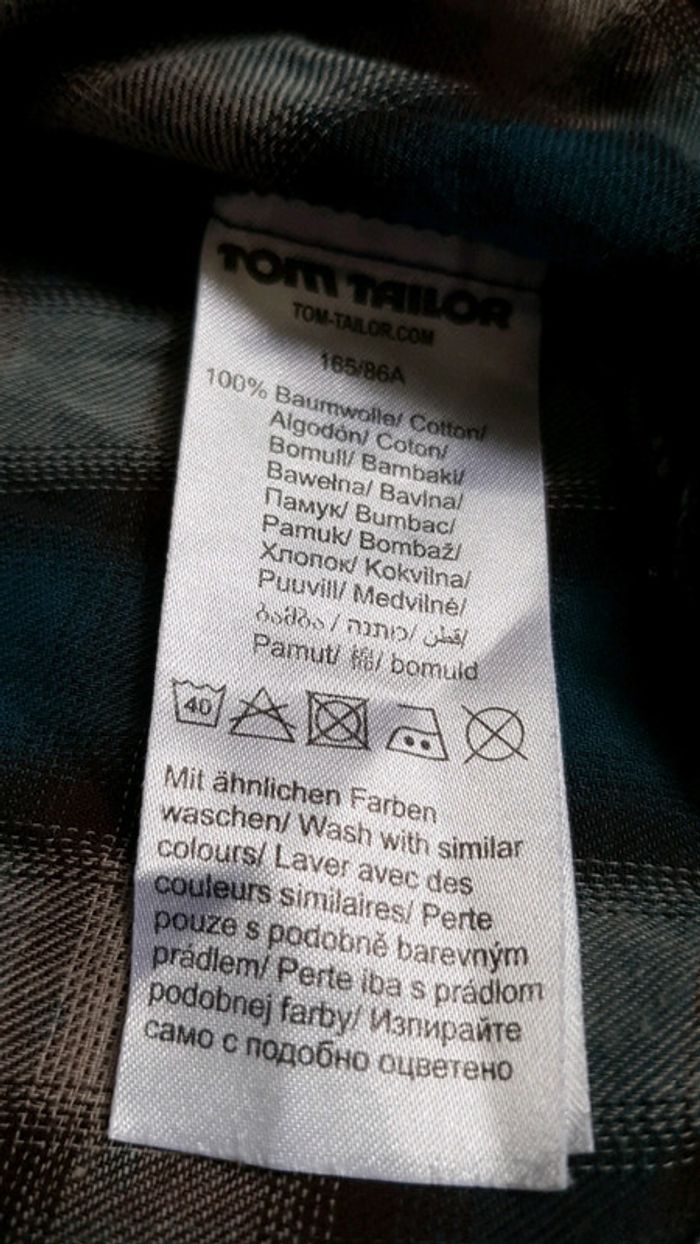 TOM TAILOR
TOM-TAILOR.COM
165/86A
100% Baumwolle/ Cotton/
Algodón/ Coton/
Bomull/ Bambaki/
Bawełna/ Bavlna/
Памук/ Bumbac/
Pamuk/ Bombaž/
Хлопок/ Kokvilna/
Puuvill/ Medvilné/
ბამბა / כותנה / قطن/
Pamut/ 棉/ bomuld
40
Mit ähnlichen Farben
waschen/ Wash with similar
colours/ Laver avec des
couleurs similaires/ Perte
pouze s podobně barevným
prádlem/ Perte iba s prádlom
podobnej farby/ Изпирайте
само с подобно оцветено